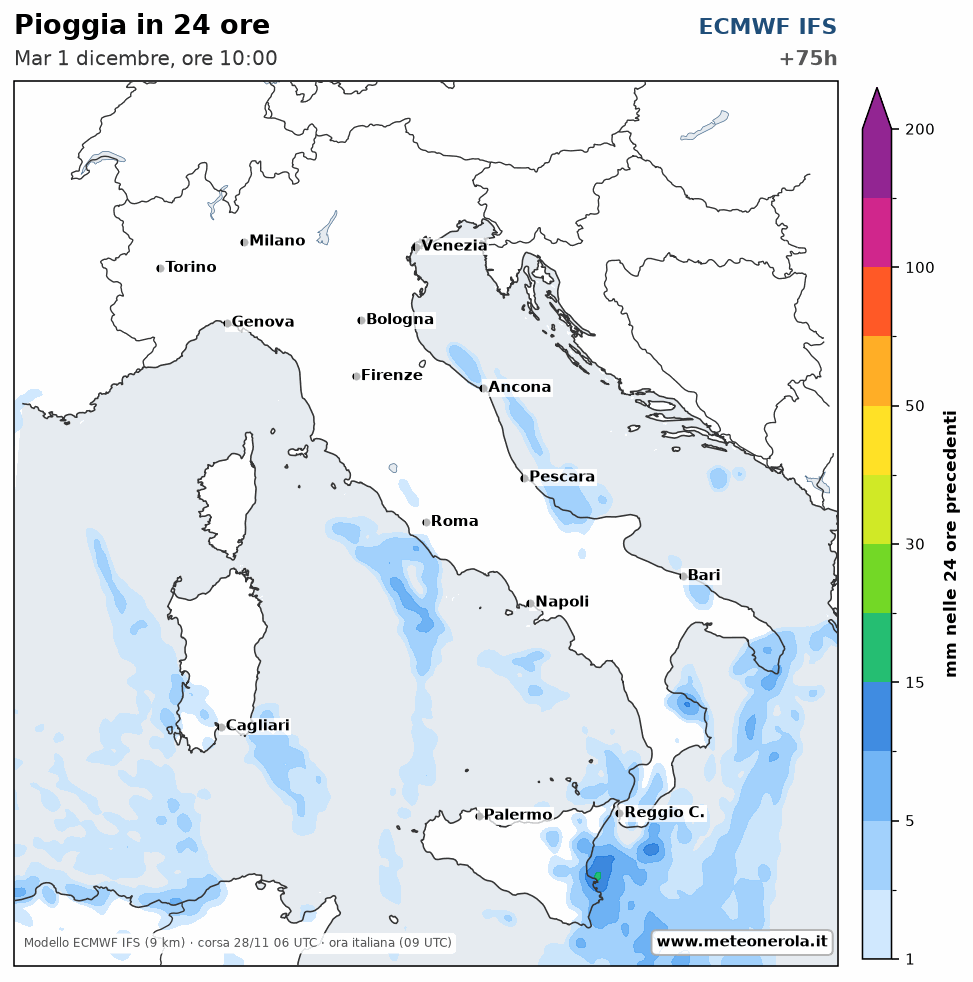 Pioggia in 24 ore
ECMWF IFS
Mar 1 dicembre, ore 10:00
+75h
Milano
Venezia
Torino
Genova
Bologna
Firenze
Ancona
Pescara
Roma
Bari
Napoli
Cagliari
Palermo
Reggio C.
200
100
50
30
15
5
1
mm nelle 24 ore precedenti
Modello ECMWF IFS (9 km) · corsa 28/11 06 UTC · ora italiana (09 UTC)
www.meteonerola.it